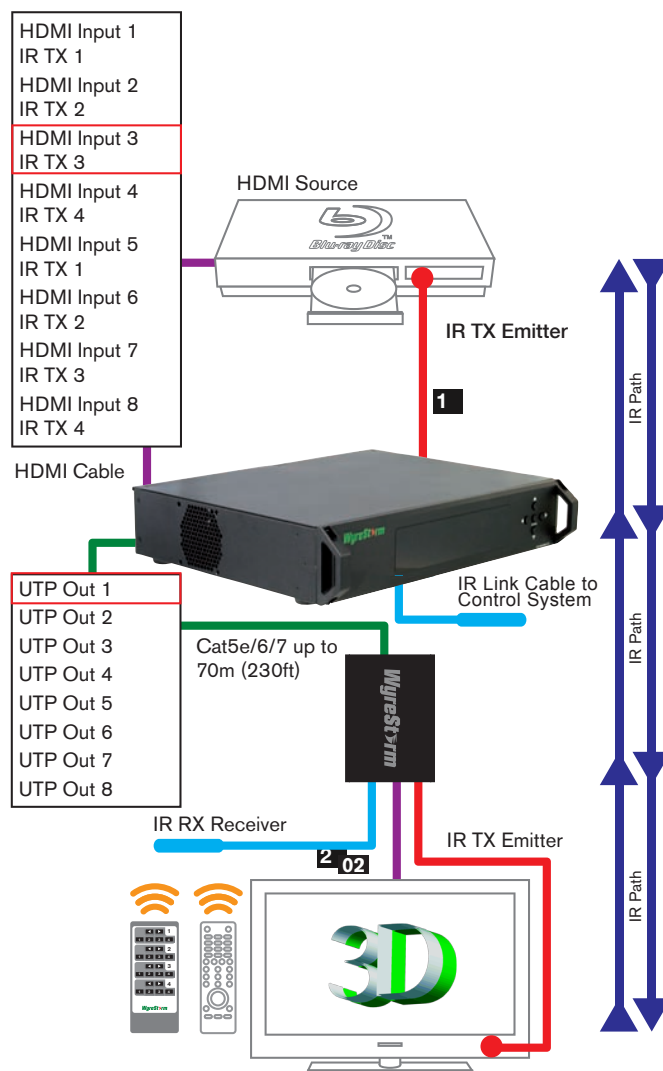 HDMI Input 1
IR TX 1
HDMI Input 2
IR TX 2
HDMI Input 3
IR TX 3
HDMI Input 4
IR TX 4
HDMI Input 5
IR TX 1
HDMI Input 6
IR TX 2
HDMI Input 7
IR TX 3
HDMI Input 8
IR TX 4
HDMI Source
Blu-ray Disc
TM
IR TX Emitter
1
HDMI Cable
WyreStorm
IR Link Cable to
Control System
UTP Out 1
UTP Out 2
UTP Out 3
UTP Out 4
UTP Out 5
UTP Out 6
UTP Out 7
UTP Out 8
Cat5e/6/7 up to
70m (230ft)
WyreStorm
IR RX Receiver
2
02
IR TX Emitter
3D
1
2
3
4
WyreStorm
IR Path
IR Path
IR Path